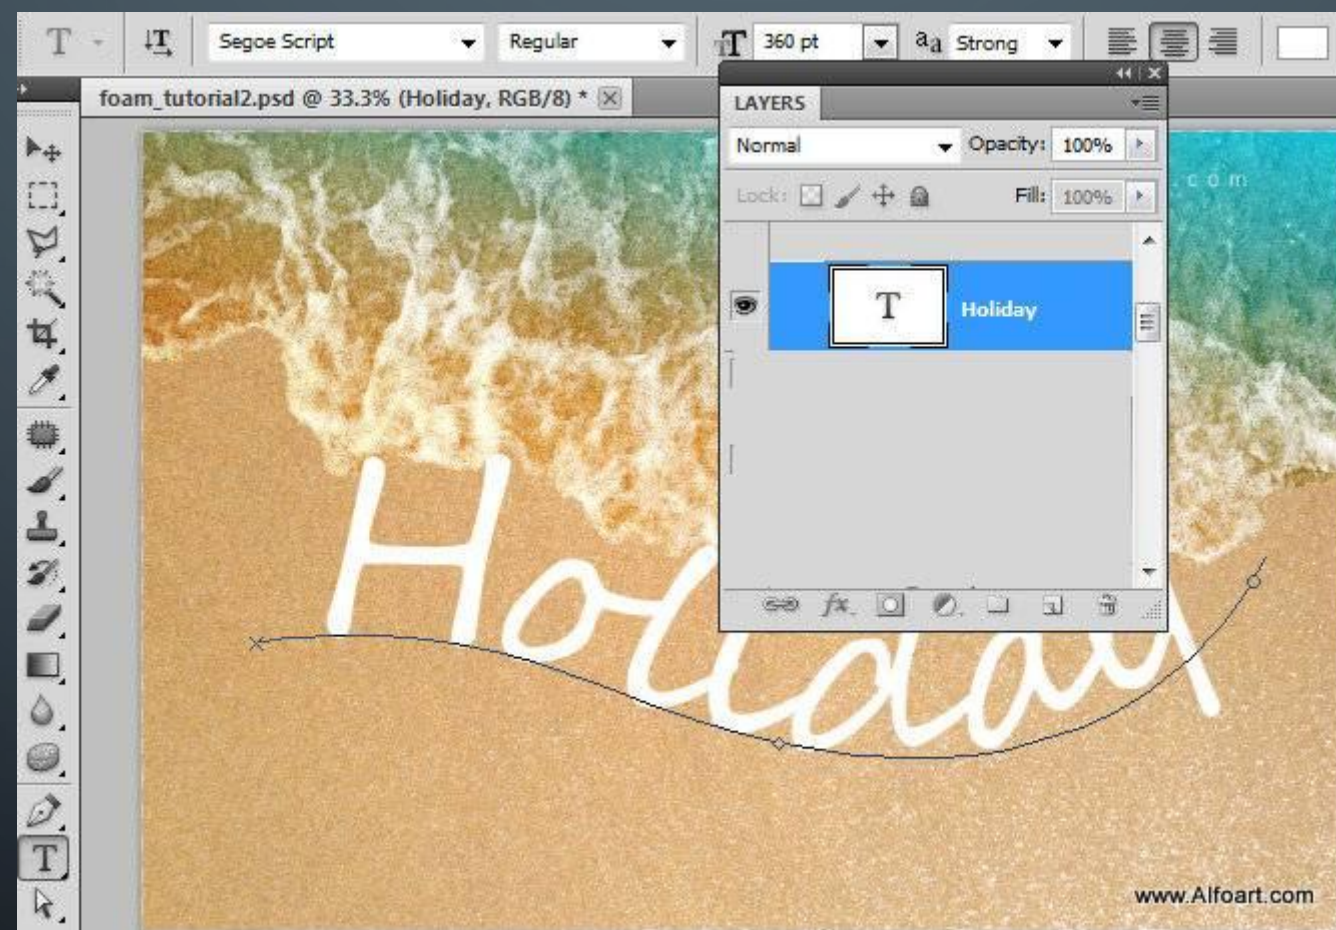 T Segoe Script Regular T 360 pt aa Strong
foam_tutorial2.psd @ 33.3% (Holiday, RGB/8) *
LAYERS
Normal Opacity: 100%
Lock: Fill: 100%
.com
T Holiday
fx.
Holiday
T
www.Alfoart.com